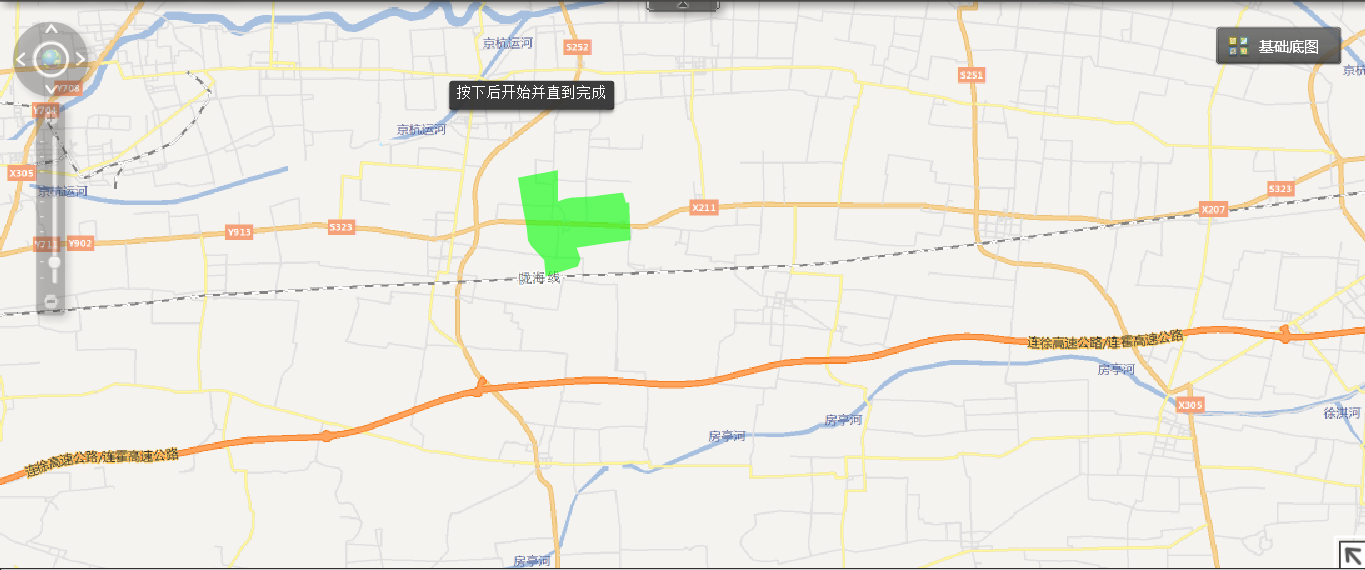 京杭运河
S252
基础底图
京杭
S251
Y708
按下后开始并直到完成
Y704
京杭运河
X305
京杭运河
S323
X211
X207
Y913
S323
Y902
陇海线
连徐高速公路/连霍高速公路
房亭河
X305
徐洪河
房亭河
房亭河
连徐高速公路/连霍高速公路
房亭河